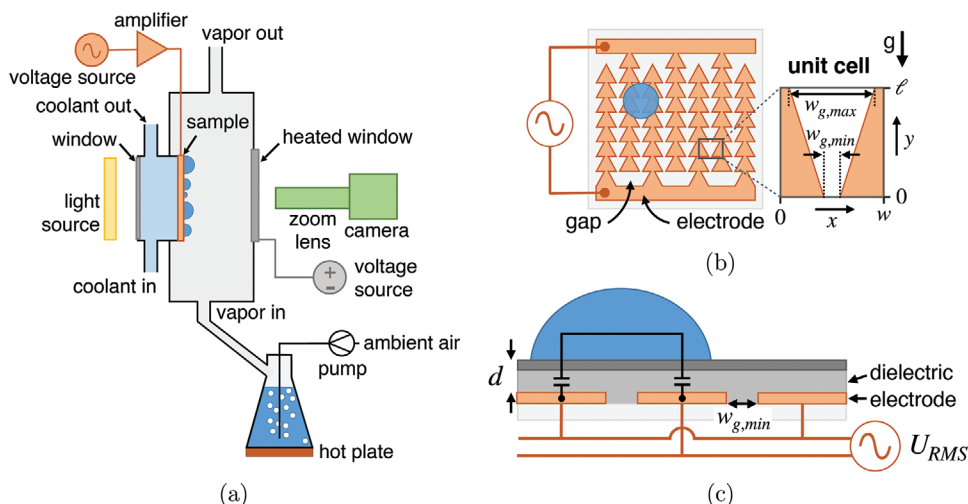 amplifier
voltage source
vapor out
coolant out
window
sample
heated window
light
source
zoom
lens
camera
voltage
source
coolant in
vapor in
ambient air
pump
hot plate
(a)
g
unit cell
ℓ
w_{g,max}
w_{g,min}
y
0
0
x
w
gap
electrode
(b)
d
dielectric
electrode
w_{g,min}
U_{RMS}
(c)